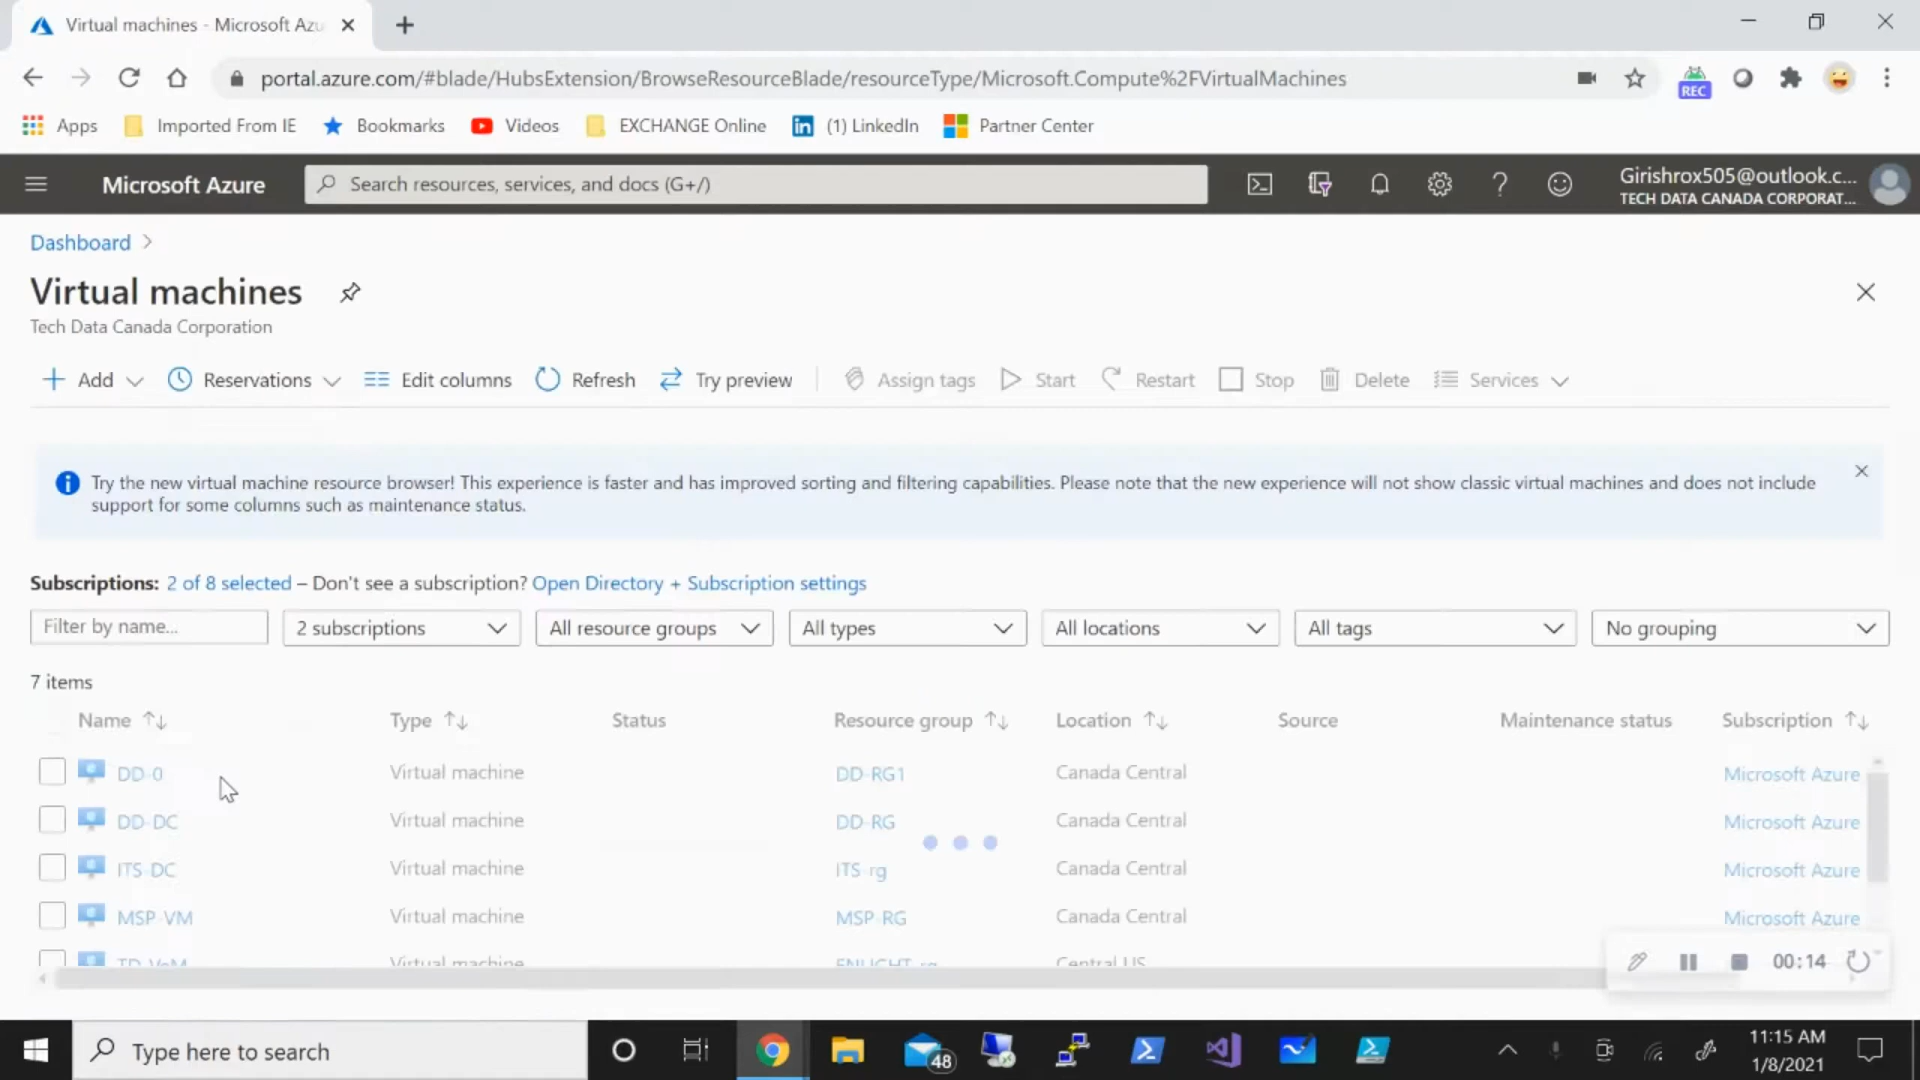 Virtual machines - Microsoft Azu
portal.azure.com/#blade/HubsExtension/BrowseResourceBlade/resourceType/Microsoft.Compute%2FVirtualMachines
REC
Apps Imported From IE Bookmarks Videos EXCHANGE Online (1) LinkedIn Partner Center
Microsoft Azure
Search resources, services, and docs (G+/)
Girishrox505@outlook.c...
TECH DATA CANADA CORPORAT...
Dashboard
Virtual machines
Tech Data Canada Corporation
Add Reservations Edit columns Refresh Try preview Assign tags Start Restart Stop Delete Services
Try the new virtual machine resource browser! This experience is faster and has improved sorting and filtering capabilities. Please note that the new experience will not show classic virtual machines and does not include
support for some columns such as maintenance status.
Subscriptions: 2 of 8 selected – Don't see a subscription? Open Directory + Subscription settings
Filter by name... 2 subscriptions All resource groups All types All locations All tags No grouping
7 items
Name Type Status Resource group Location Source Maintenance status Subscription
DD-0 Virtual machine DD-RG1 Canada Central Microsoft Azure
DD-DC Virtual machine DD-RG Canada Central Microsoft Azure
ITS-DC Virtual machine ITS-rg Canada Central Microsoft Azure
MSP-VM Virtual machine MSP-RG Canada Central Microsoft Azure
Virtual machine Central US
00:14
Type here to search
48
11:15 AM
1/8/2021